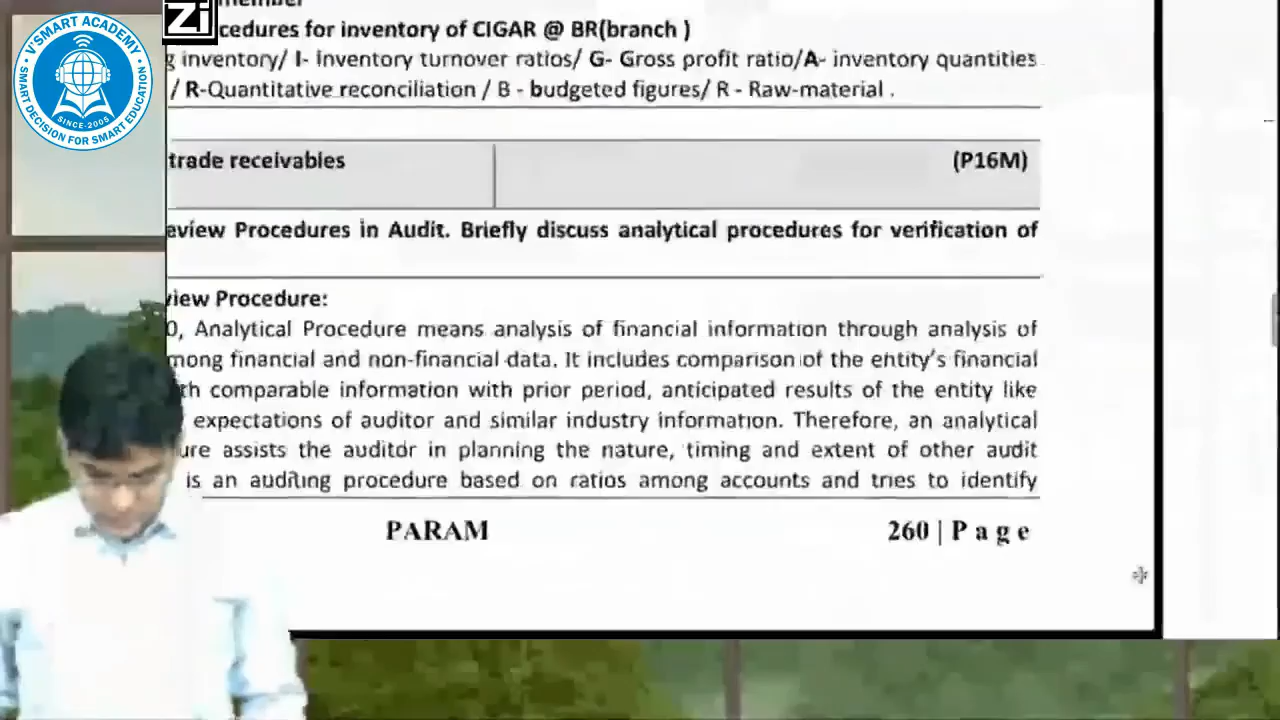 V'SMART ACADEMY
SMART DECISION FOR SMART EDUCATION
SINCE-2005
Zi
cedures for inventory of CIGAR @ BR(branch )
g inventory/ I- Inventory turnover ratios/ G- Gross profit ratio/A- inventory quantities
/ R-Quantitative reconciliation / B - budgeted figures/ R - Raw-material .
trade receivables
(P16M)
eview Procedures in Audit. Briefly discuss analytical procedures for verification of
view Procedure:
0, Analytical Procedure means analysis of financial information through analysis of
mong financial and non-financial data. It includes comparison of the entity's financial
th comparable information with prior period, anticipated results of the entity like
expectations of auditor and similar industry information. Therefore, an analytical
ure assists the auditor in planning the nature, timing and extent of other audit
is an auditing procedure based on ratios among accounts and tries to identify
PARAM
260 | P a g e